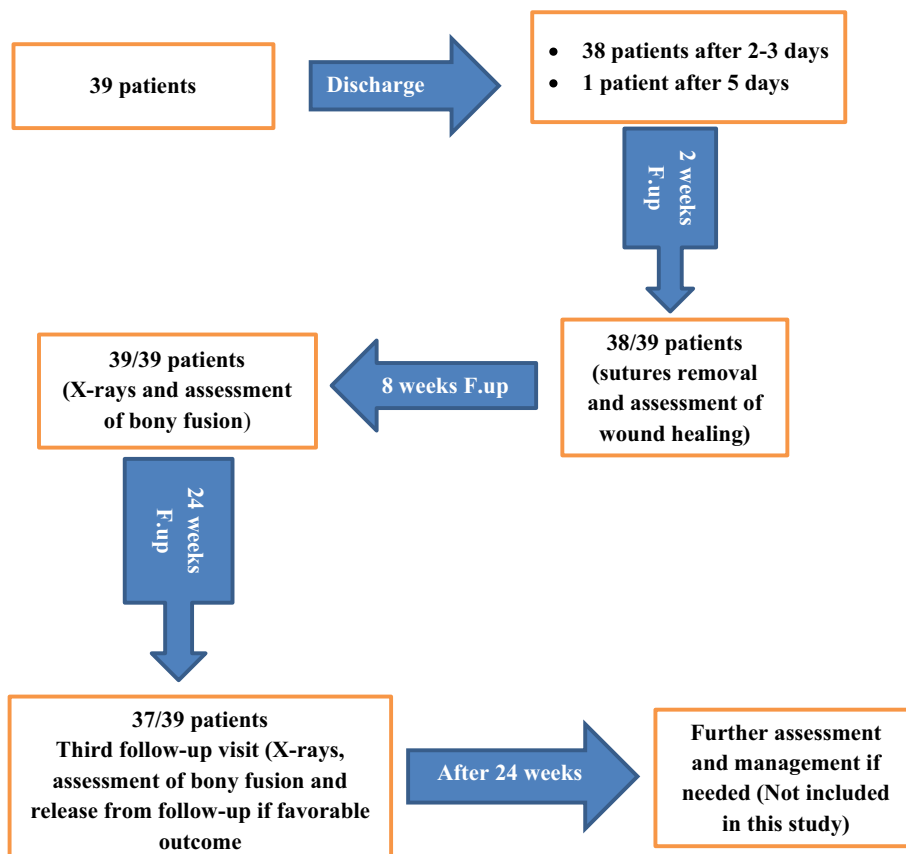 39 patients
Discharge
• 38 patients after 2-3 days
• 1 patient after 5 days
2 weeks
F.up
38/39 patients
(sutures removal
and assessment of
wound healing)
8 weeks F.up
39/39 patients
(X-rays and assessment
of bony fusion)
24 weeks
F.up
37/39 patients
Third follow-up visit (X-rays,
assessment of bony fusion and
release from follow-up if favorable
outcome
After 24 weeks
Further assessment
and management if
needed (Not included
in this study)